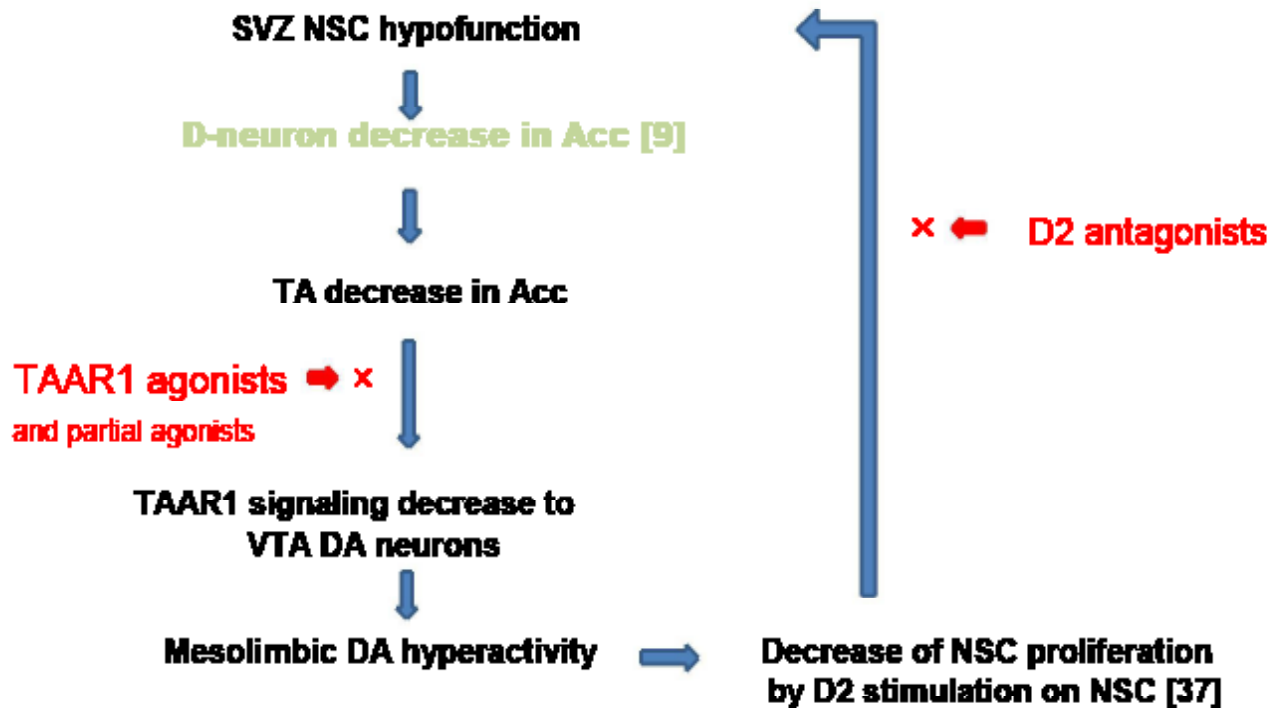 SVZ NSC hypofunction
D-neuron decrease in Acc [9]
× D2 antagonists
TA decrease in Acc
TAAR1 agonists ×
and partial agonists
TAAR1 signaling decrease to
VTA DA neurons
Mesolimbic DA hyperactivity
Decrease of NSC proliferation
by D2 stimulation on NSC [37]